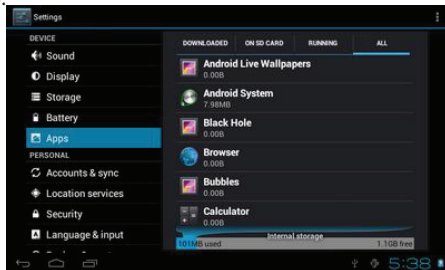 Settings
DEVICE
Sound
Display
Storage
Battery
Apps
PERSONAL
Accounts & sync
Location services
Security
Language & input
DOWNLOADED ON SD CARD RUNNING ALL
Android Live Wallpapers
0.00B
Android System
7.98MB
Black Hole
0.00B
Browser
0.00B
Bubbles
0.00B
Calculator
0.00B
Internal storage
101MB used 1.1GB free
5:38